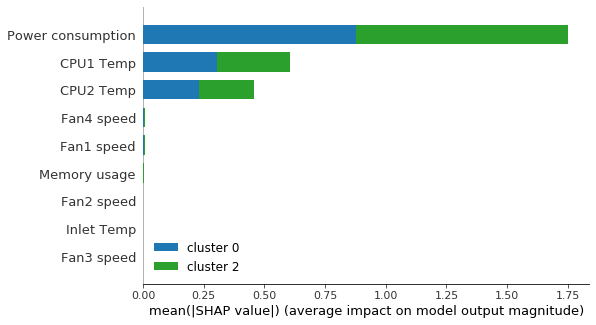 Power consumption
CPU1 Temp
CPU2 Temp
Fan4 speed
Fan1 speed
Memory usage
Fan2 speed
Inlet Temp
Fan3 speed
cluster 0
cluster 2
0.00 0.25 0.50 0.75 1.00 1.25 1.50 1.75
mean(|SHAP value|) (average impact on model output magnitude)